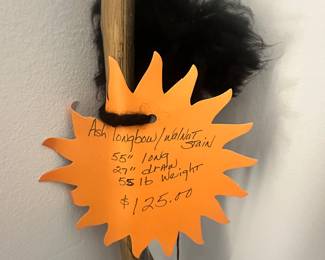 Ash longbow/walnut
stain
55" long
27" draw
55 lb weight
$125.00